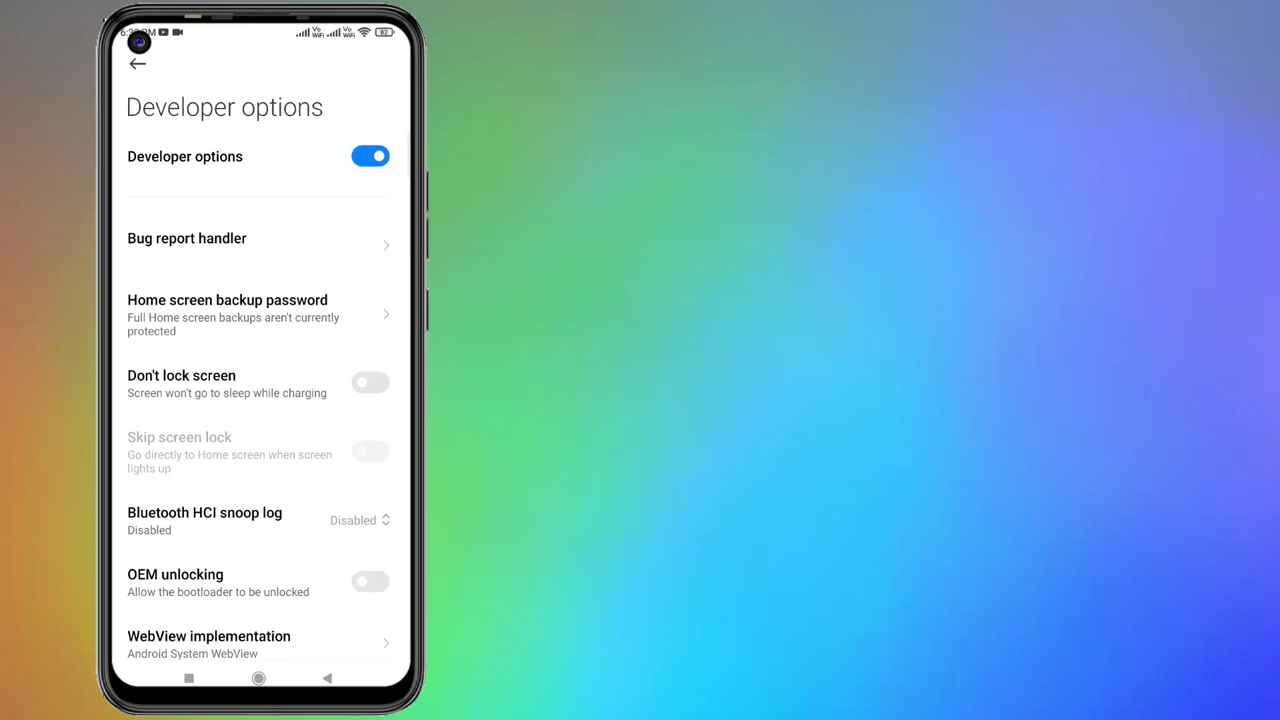 Developer options
Developer options
Bug report handler
Home screen backup password
Full Home screen backups aren't currently
protected
Don't lock screen
Screen won't go to sleep while charging
Skip screen lock
Go directly to Home screen when screen
lights up
Bluetooth HCI snoop log
Disabled
Disabled
OEM unlocking
Allow the bootloader to be unlocked
WebView implementation
Android System WebView